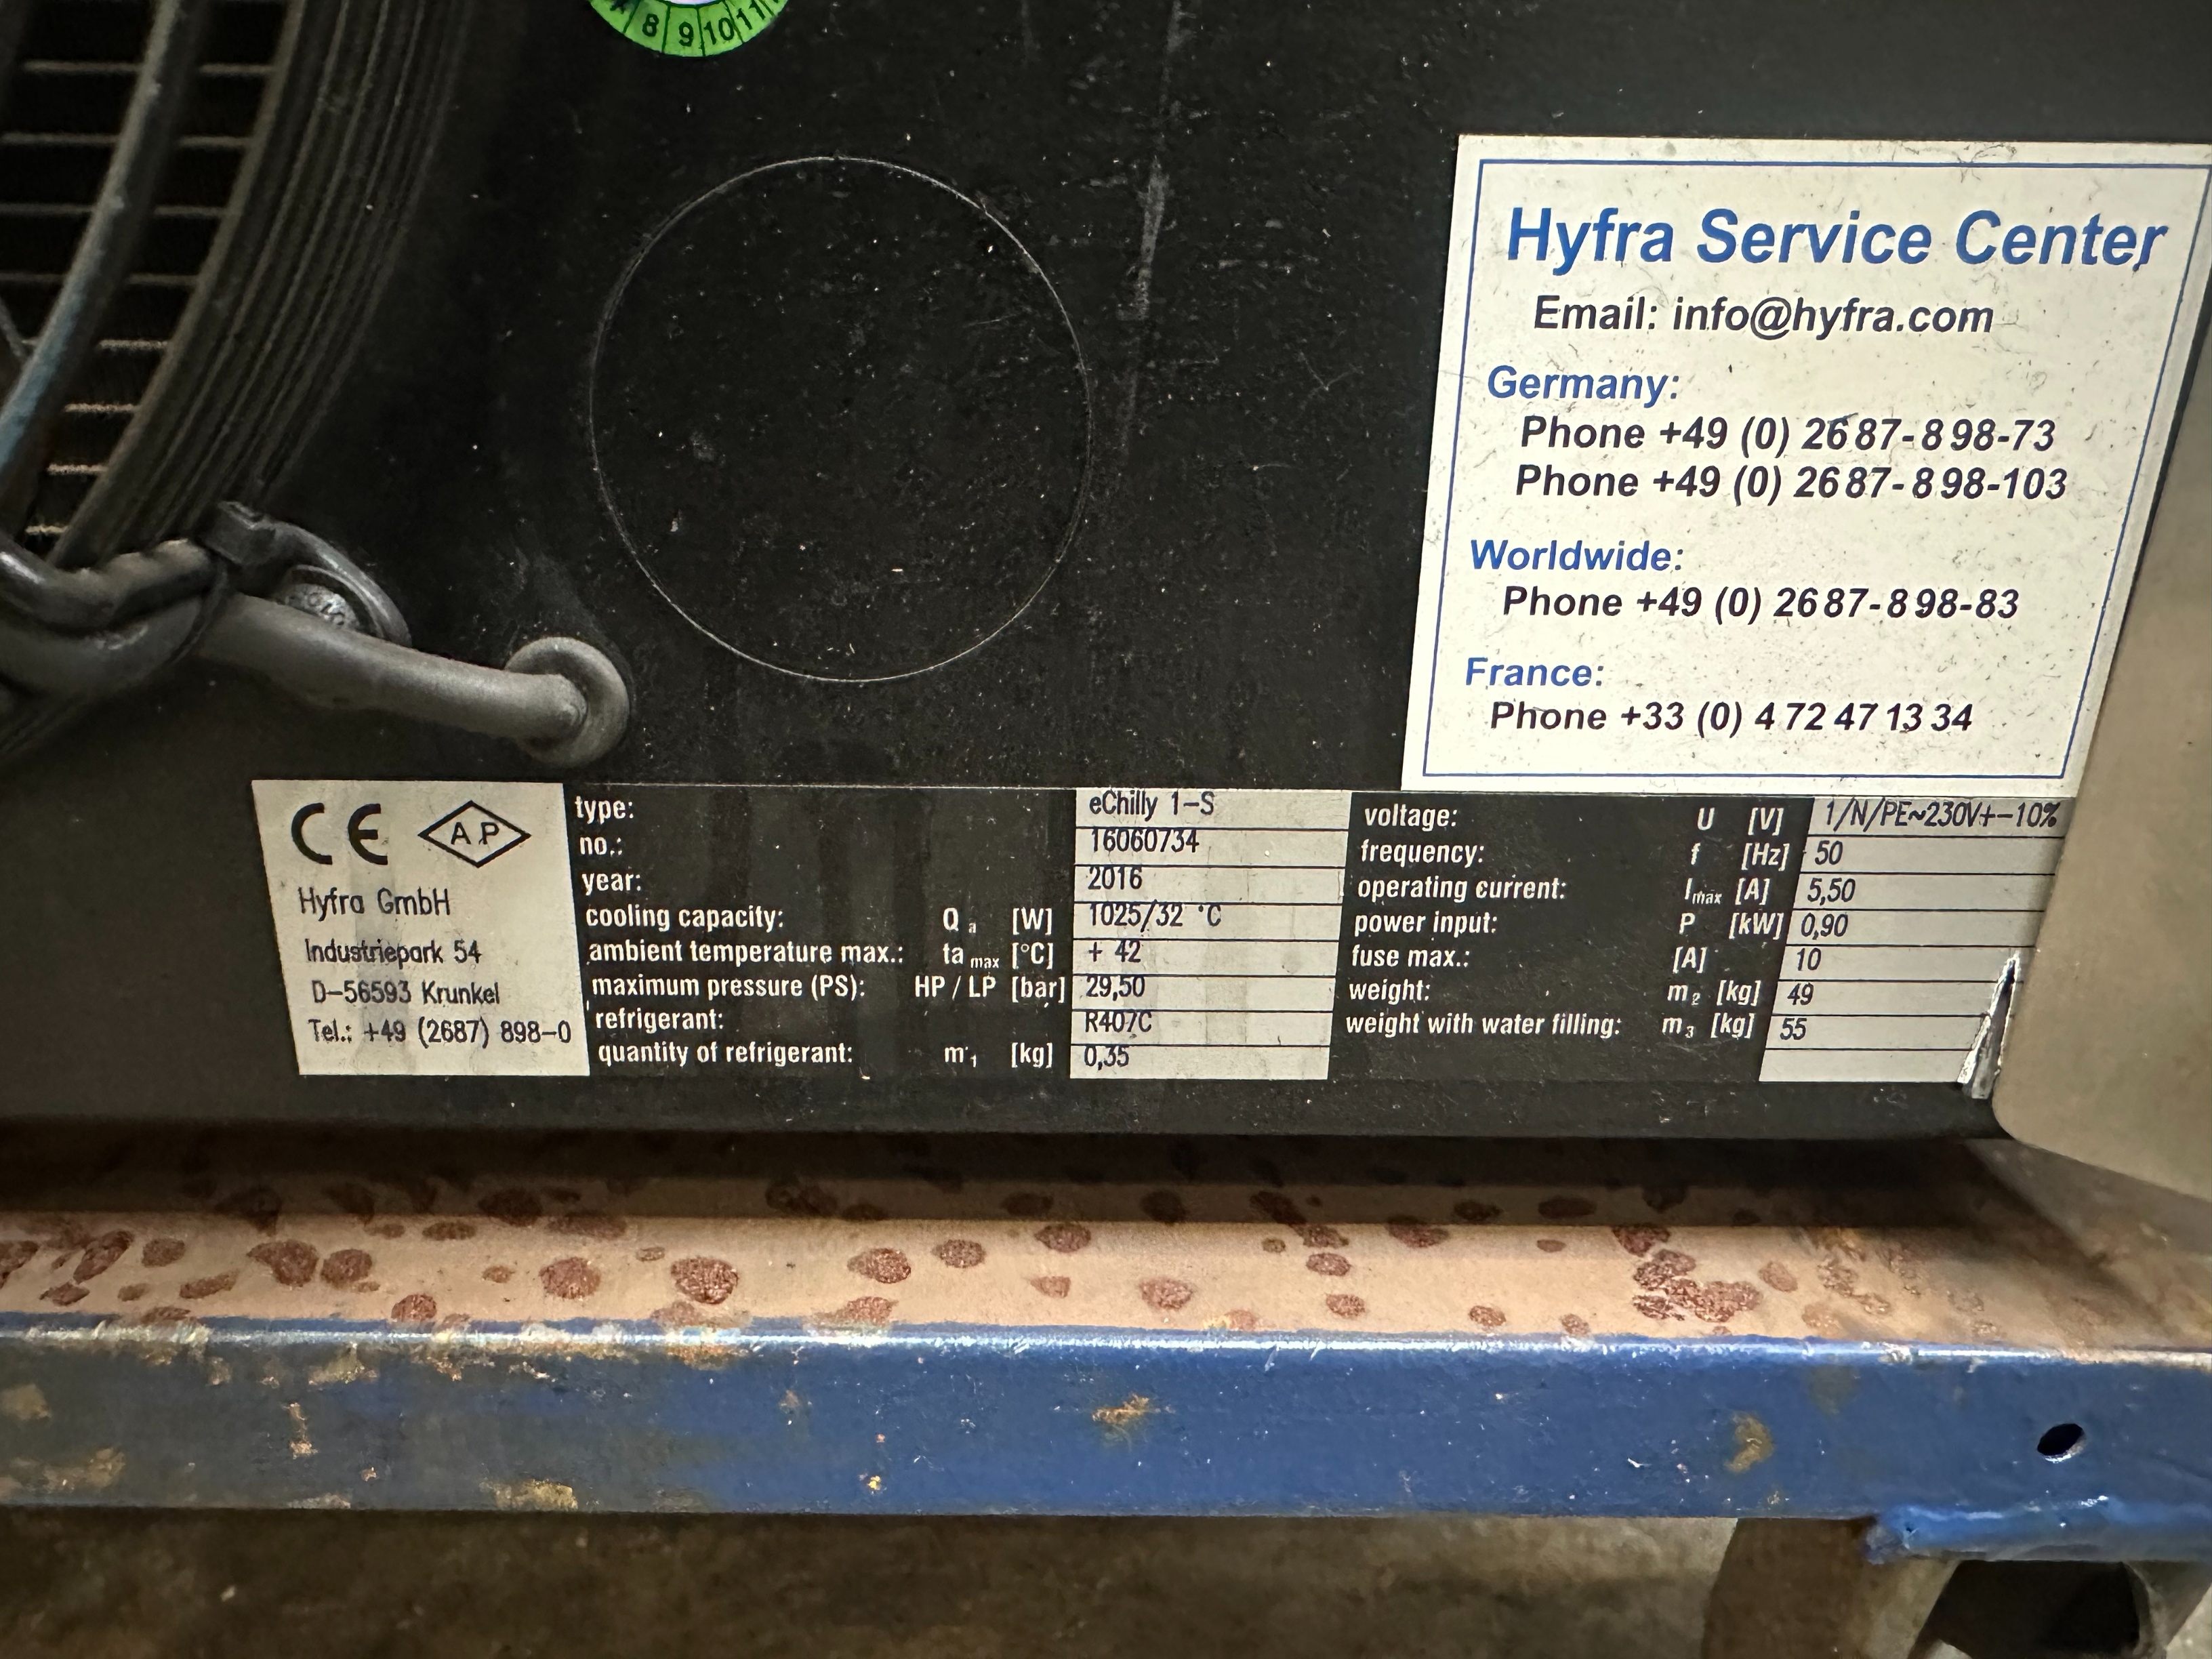 8 9 10 11
Hyfra Service Center
Email: info@hyfra.com
Germany:
Phone +49 (0) 2687-898-73
Phone +49 (0) 2687-898-103
Worldwide:
Phone +49 (0) 2687-898-83
France:
Phone +33 (0) 4 72 47 13 34
CE AP
Hyfra GmbH
Industriepark 54
D-56593 Krunkel
Tel.: +49 (2687) 898-0
type: eChilly 1-S
no.: 16060734
year: 2016
cooling capacity: Q a [W] 1025/32 °C
ambient temperature max.: ta max [°C] + 42
maximum pressure (PS): HP / LP [bar] 29,50
refrigerant: R407C
quantity of refrigerant: m 1 [kg] 0,35
voltage: U [V] 1/N/PE~230V+-10%
frequency: f [Hz] 50
operating current: I max [A] 5,50
power input: P [kW] 0,90
fuse max.: [A] 10
weight: m 2 [kg] 49
weight with water filling: m 3 [kg] 55